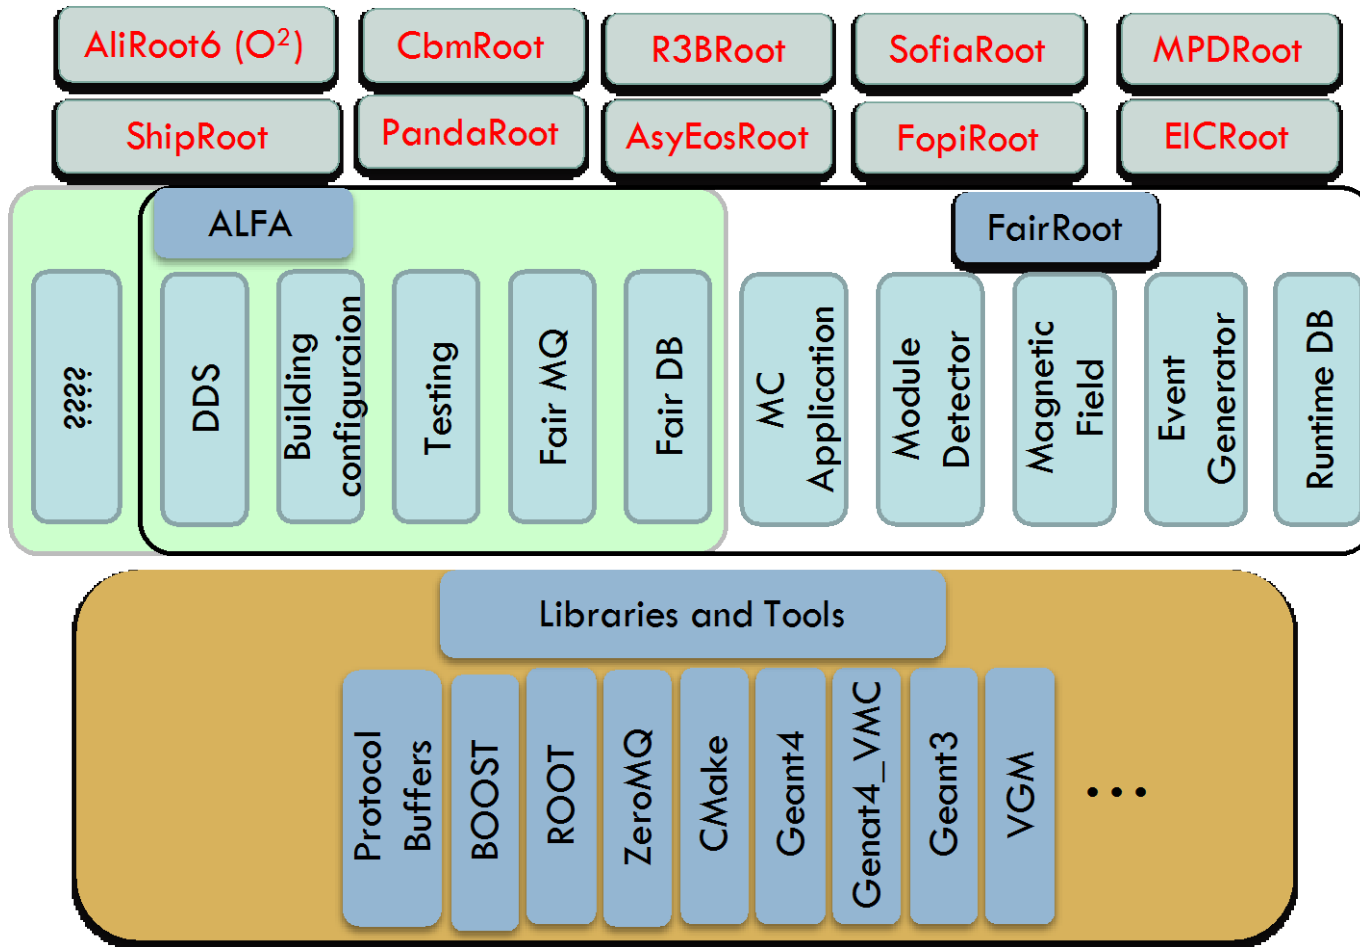 AliRoot6 (O²)
CbmRoot
R3BRoot
SofiaRoot
MPDRoot
ShipRoot
PandaRoot
AsyEosRoot
FopiRoot
EICRoot
ALFA
FairRoot
????
DDS
Building
configuraion
Testing
Fair MQ
Fair DB
MC
Application
Module
Detector
Magnetic
Field
Event
Generator
Runtime DB
Libraries and Tools
Protocol
Buffers
BOOST
ROOT
ZeroMQ
CMake
Geant4
Genat4_VMC
Geant3
VGM
...